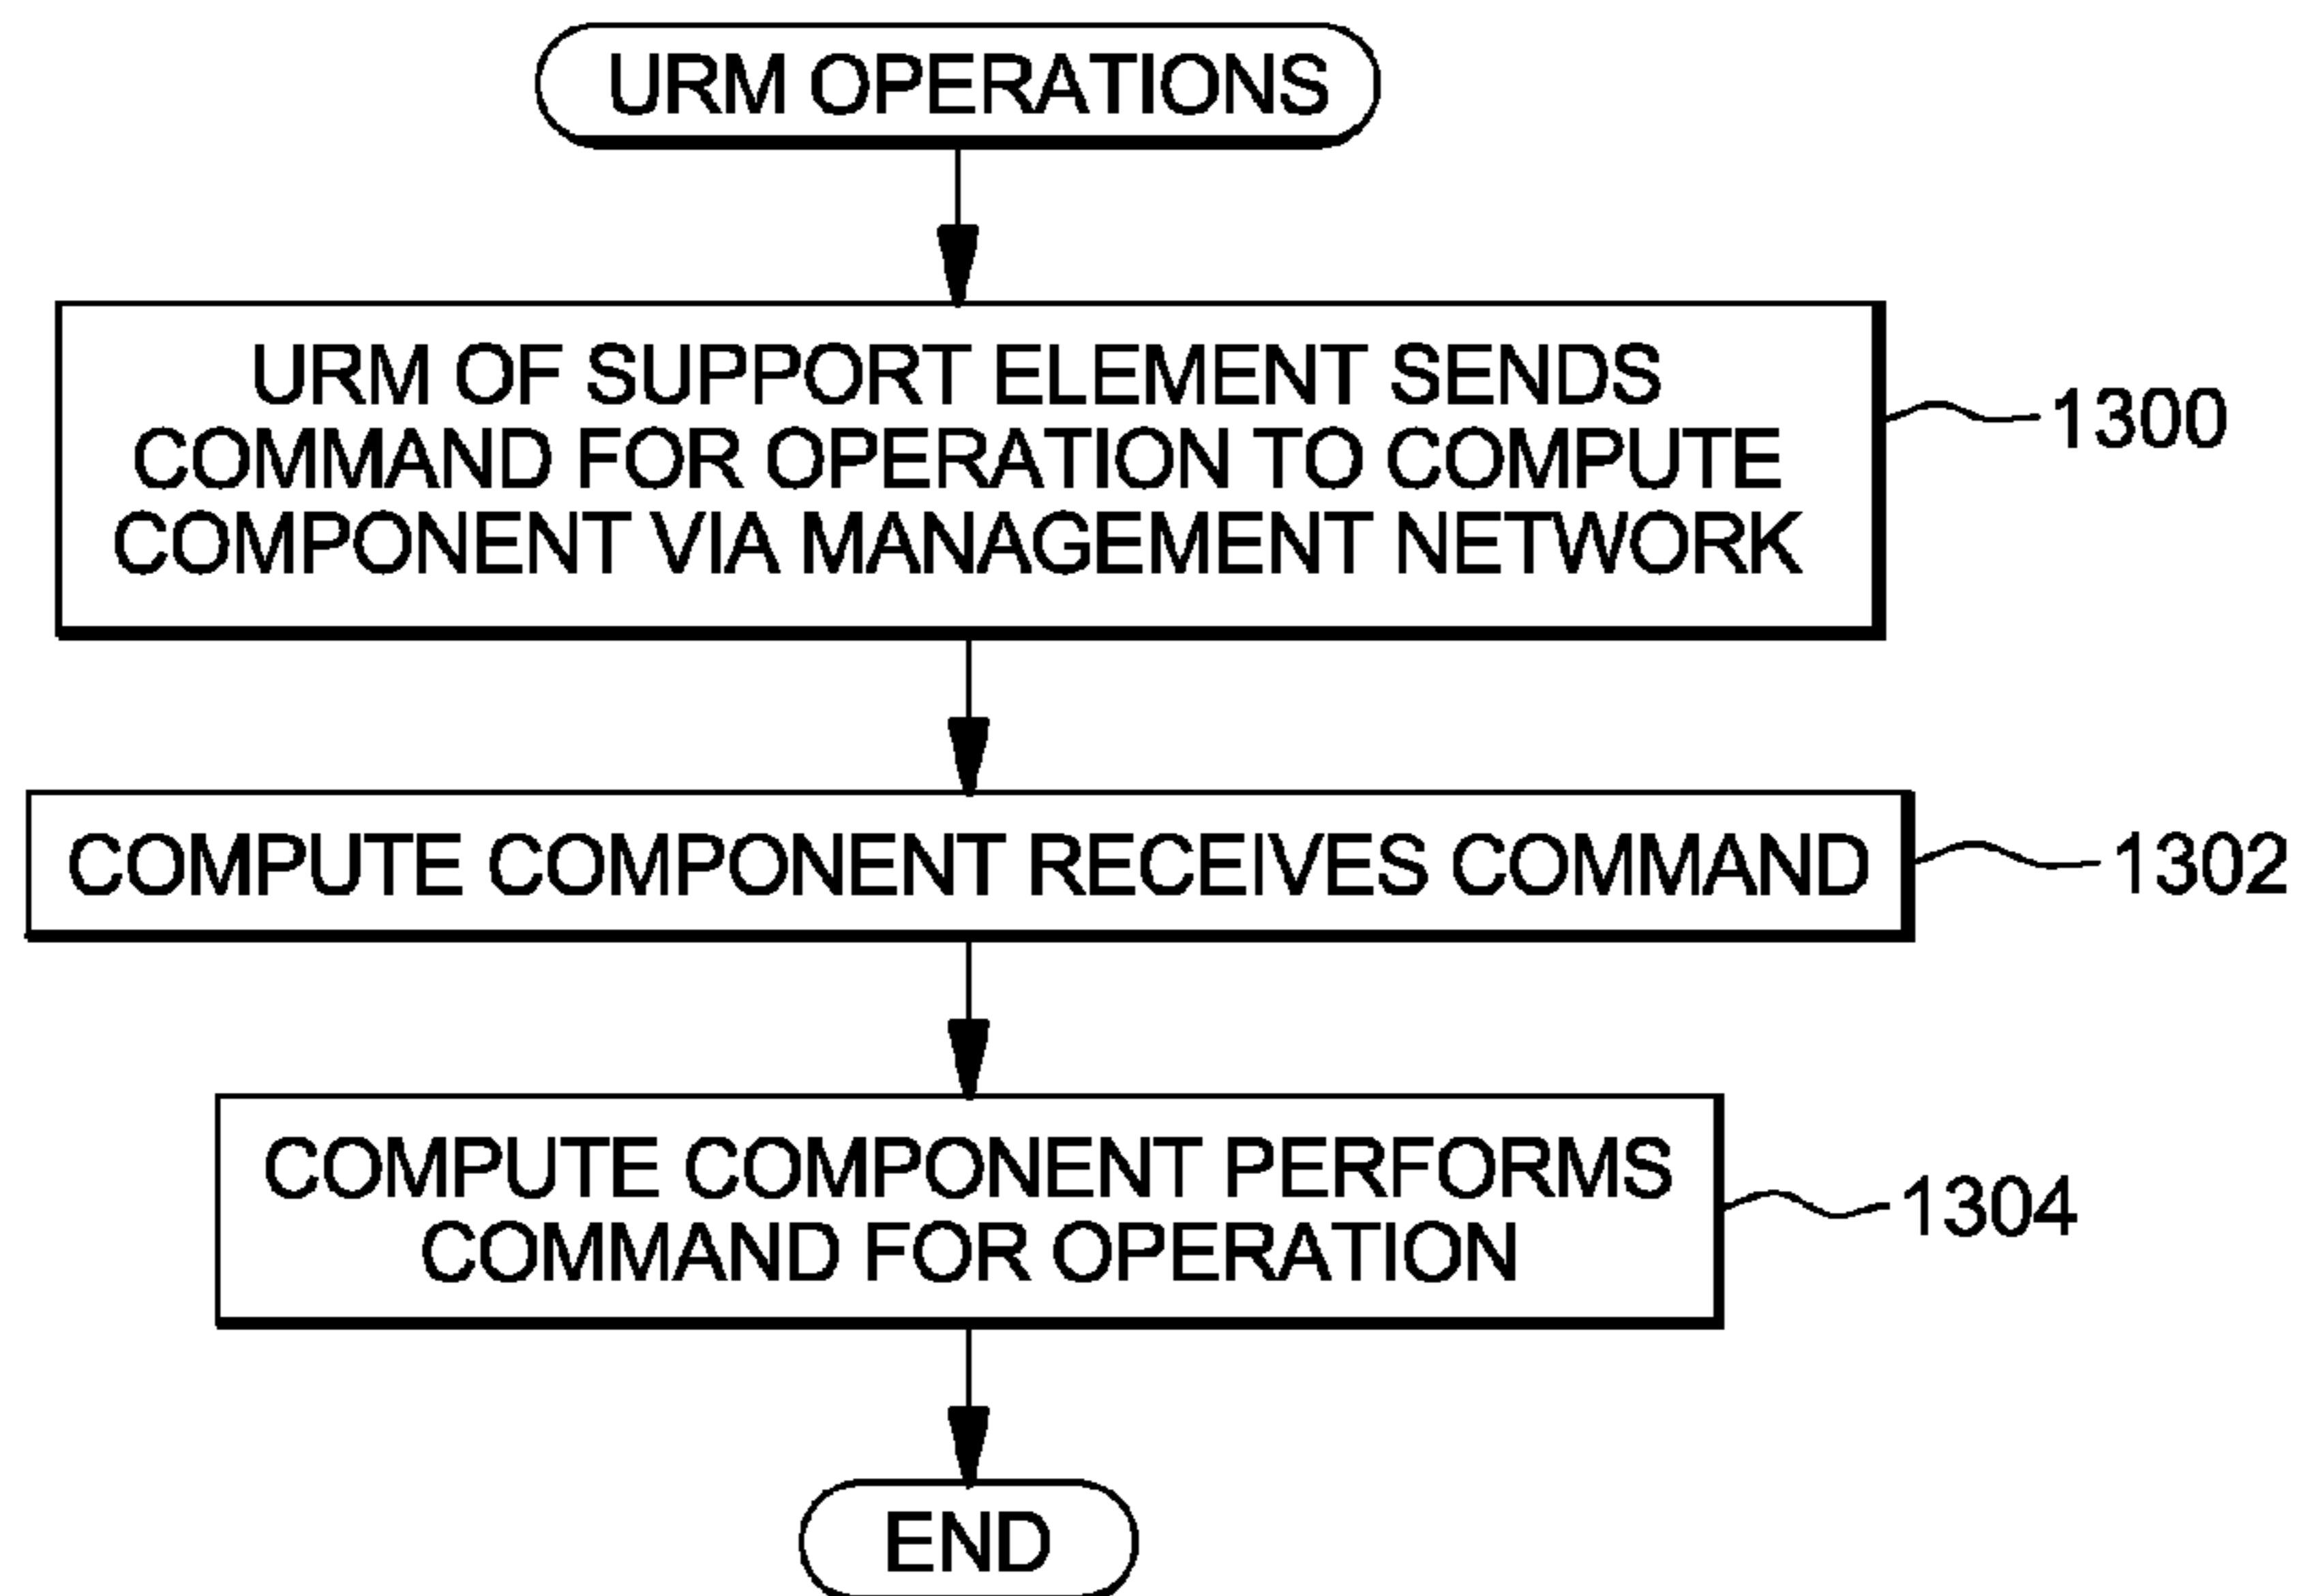 URM OPERATIONS
URM OF SUPPORT ELEMENT SENDS
COMMAND FOR OPERATION TO COMPUTE
COMPONENT VIA MANAGEMENT NETWORK
1300
COMPUTE COMPONENT RECEIVES COMMAND
1302
COMPUTE COMPONENT PERFORMS
COMMAND FOR OPERATION
1304
END